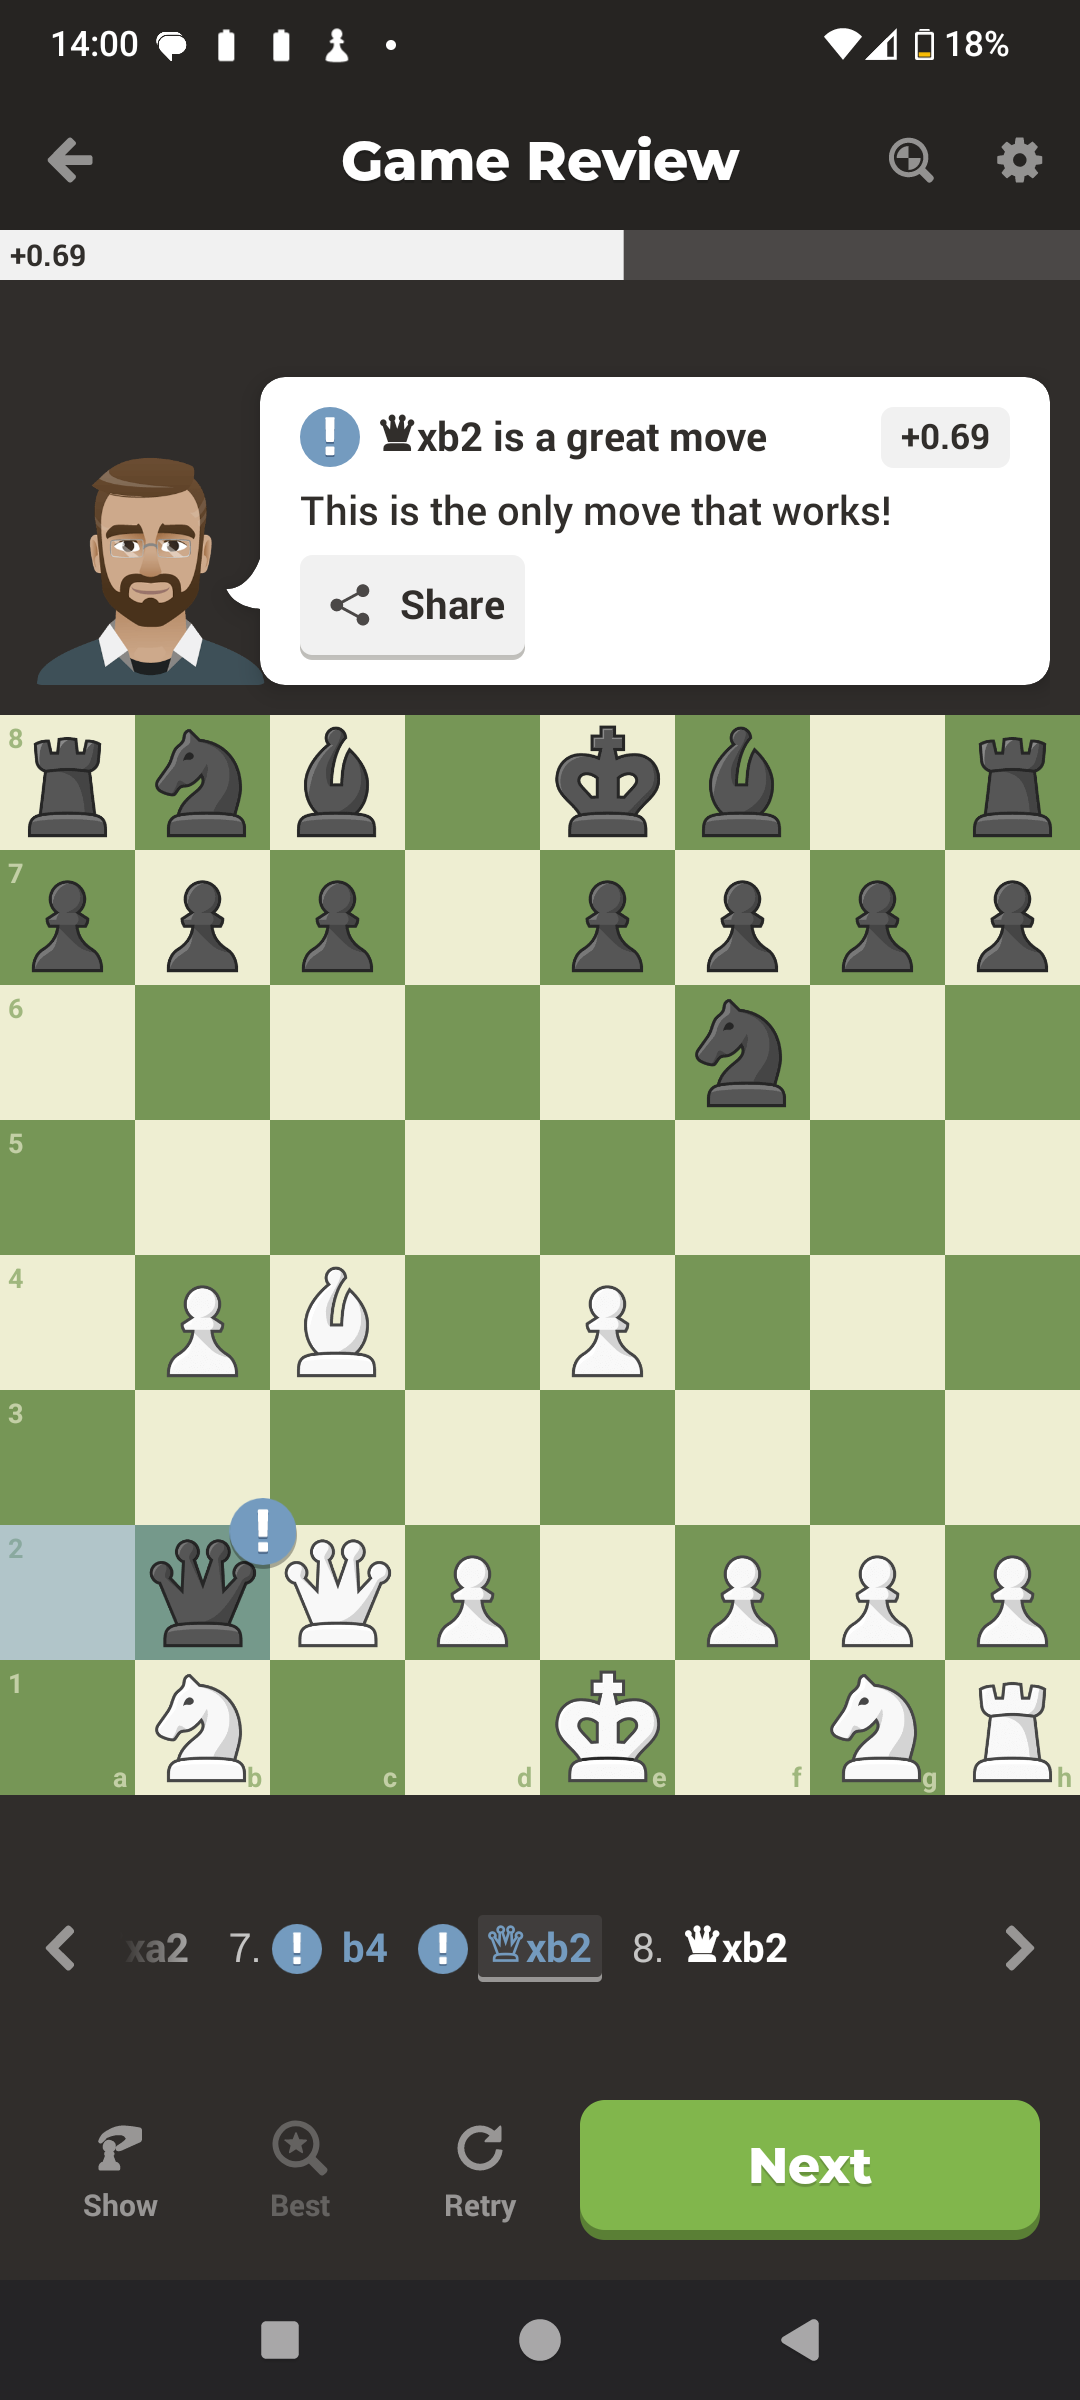 14:00 18%
Game Review
+0.69
xb2 is a great move +0.69
This is the only move that works!
Share
8
7
6
5
4
3
2
1
a b c d e f g h
xa2 7. b4 xb2 8. xb2
Show Best Retry Next